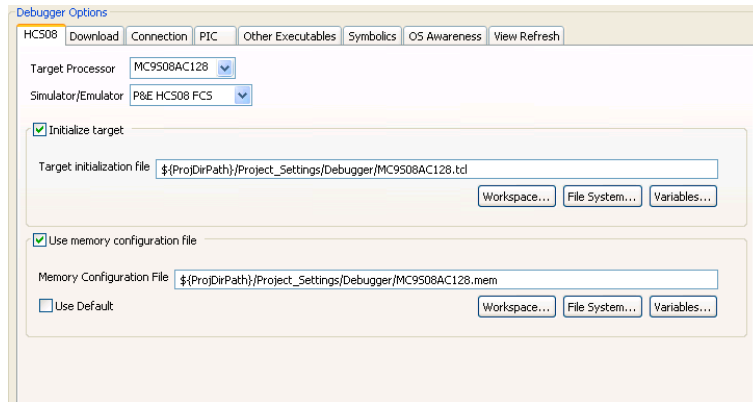 Debugger Options
HCS08 Download Connection PIC Other Executables Symbolics OS Awareness View Refresh
Target Processor MC9S08AC128
Simulator/Emulator P&E HCS08 FCS
Initialize target
Target initialization file ${ProjDirPath}/Project_Settings/Debugger/MC9S08AC128.tcl
Workspace... File System... Variables...
Use memory configuration file
Memory Configuration File ${ProjDirPath}/Project_Settings/Debugger/MC9S08AC128.mem
Use Default Workspace... File System... Variables...